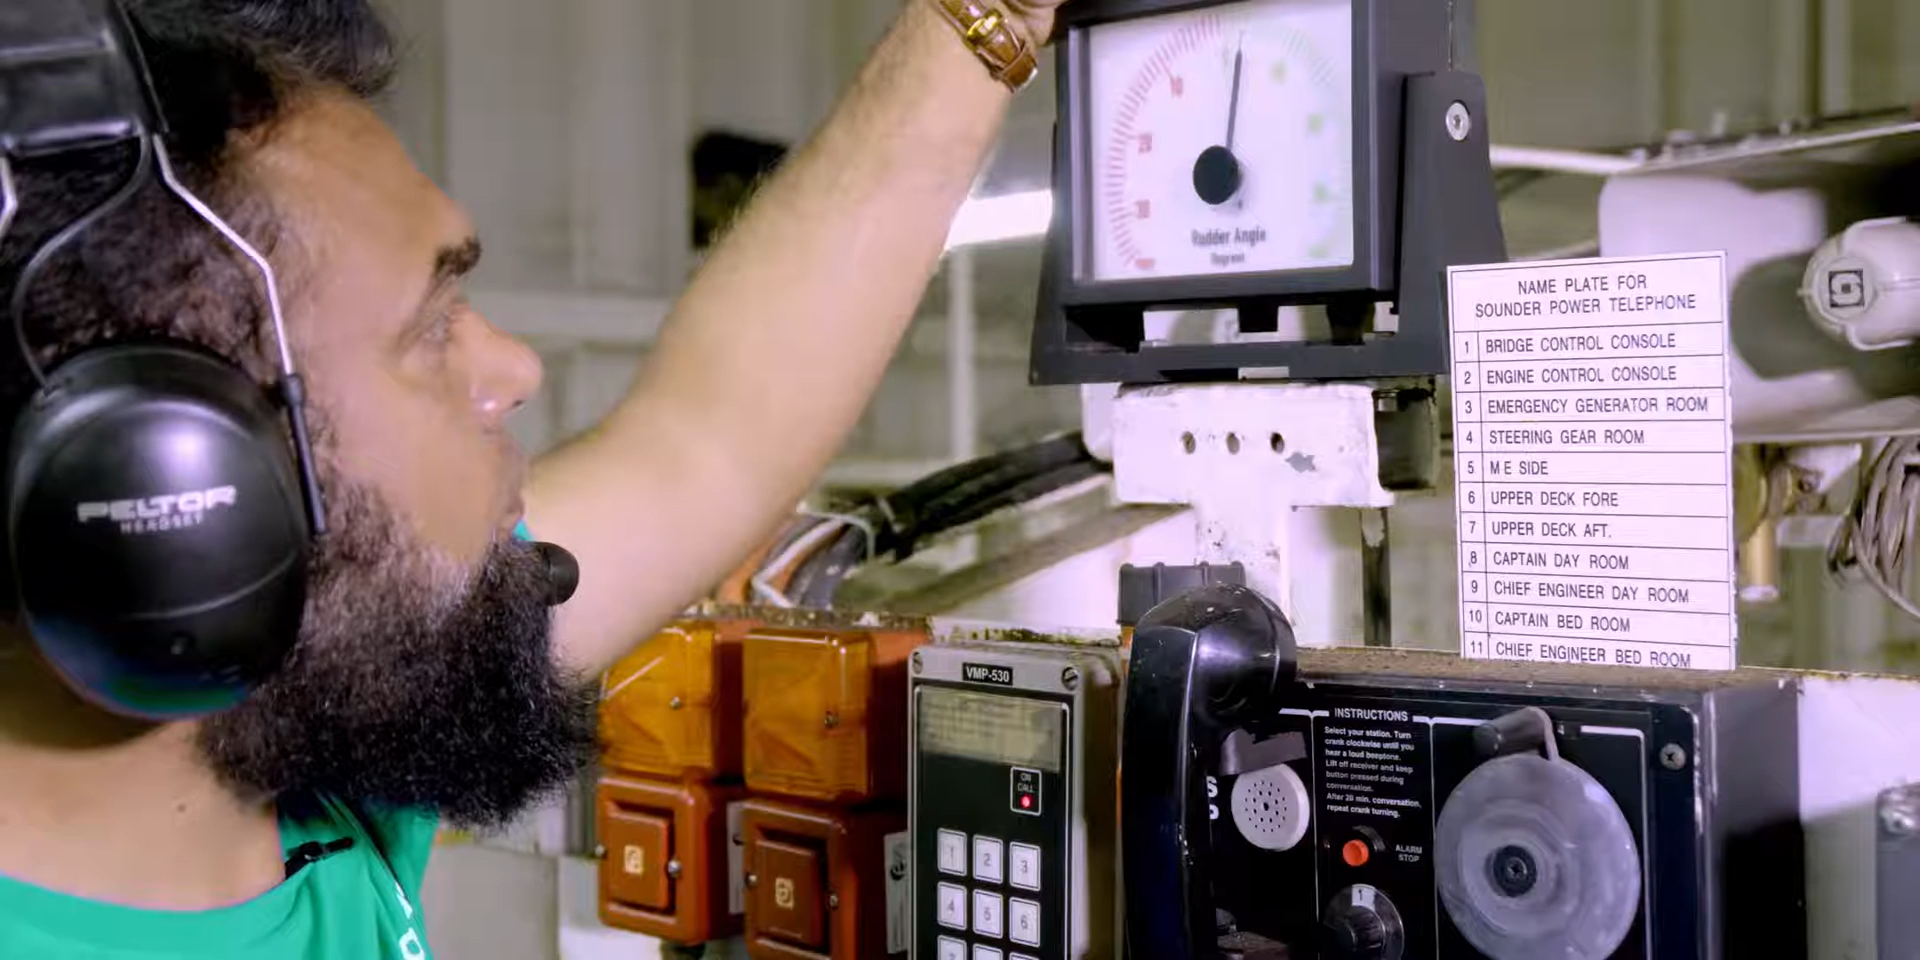 10
20
30
Rudder Angle
Degrees
PELTOR
HEADSET
NAME PLATE FOR
SOUNDER POWER TELEPHONE
1 BRIDGE CONTROL CONSOLE
2 ENGINE CONTROL CONSOLE
3 EMERGENCY GENERATOR ROOM
4 STEERING GEAR ROOM
5 M E SIDE
6 UPPER DECK FORE
7 UPPER DECK AFT.
8 CAPTAIN DAY ROOM
9 CHIEF ENGINEER DAY ROOM
10 CAPTAIN BED ROOM
11 CHIEF ENGINEER BED ROOM
VMP-530
ON
CALL
1 2 3
4 5 6
INSTRUCTIONS
Select your station. Turn
crank clockwise until you
hear a loud beeptone.
Lift off receiver and keep
button pressed during
conversation.
After 20 min. conversation,
repeat crank turning.
ALARM
STOP
1